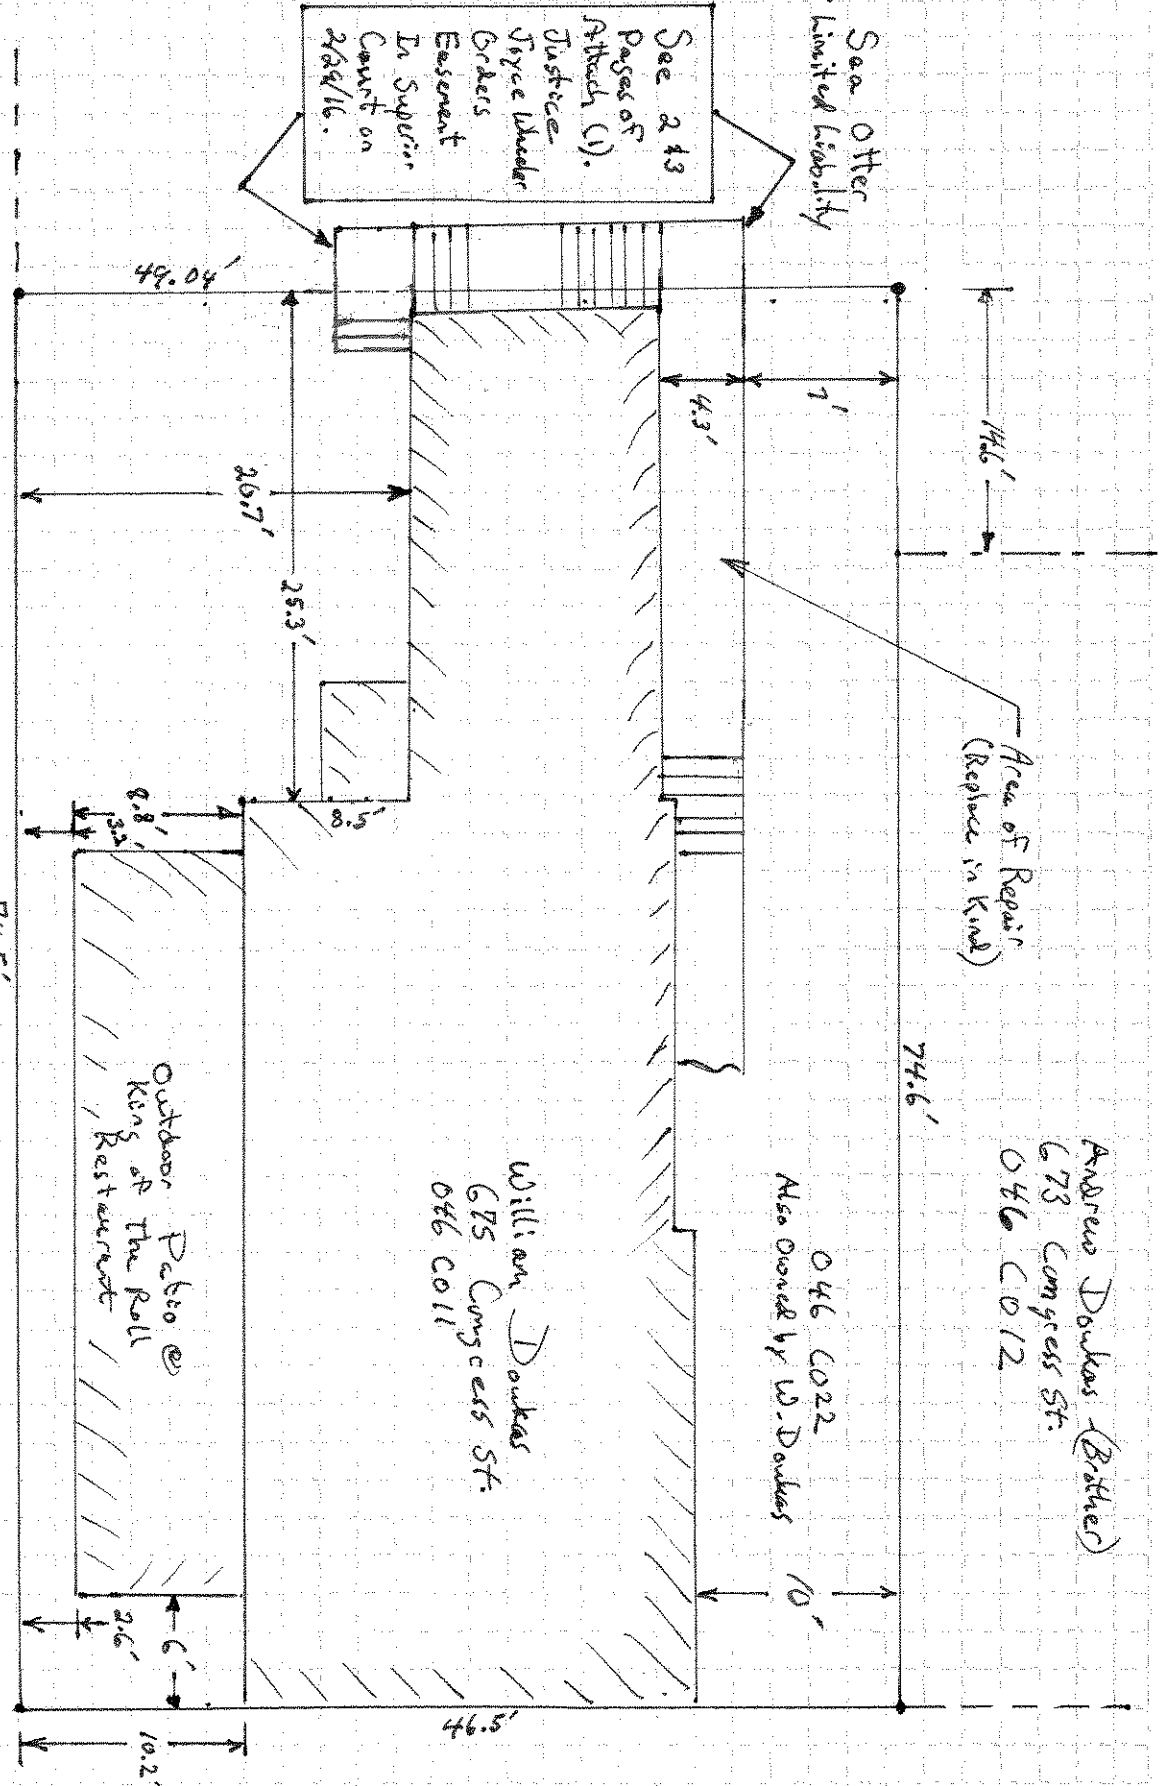 See 2 &3
Pages of
Attach (1).
Justice
Joyce Wheeler
Orders
Easement
In Superior
Court on
2/29/16.
Sea Otter
Limited Liability
49.04'
14.6'
7'
4.3'
20.7'
25.3'
Area of Repair
(Replace in Kind)
8.5'
3.2'
74.6'
Andrew Doukas (Brother)
673 Congress St.
046 C012
046 C022
Also Owned by W. Doukas
William Doukas
675 Congress St.
046 C011
Outdoor Patio @
King of The Roll
Restaurant
10'
2.6'
6'
46.5'
10.2'